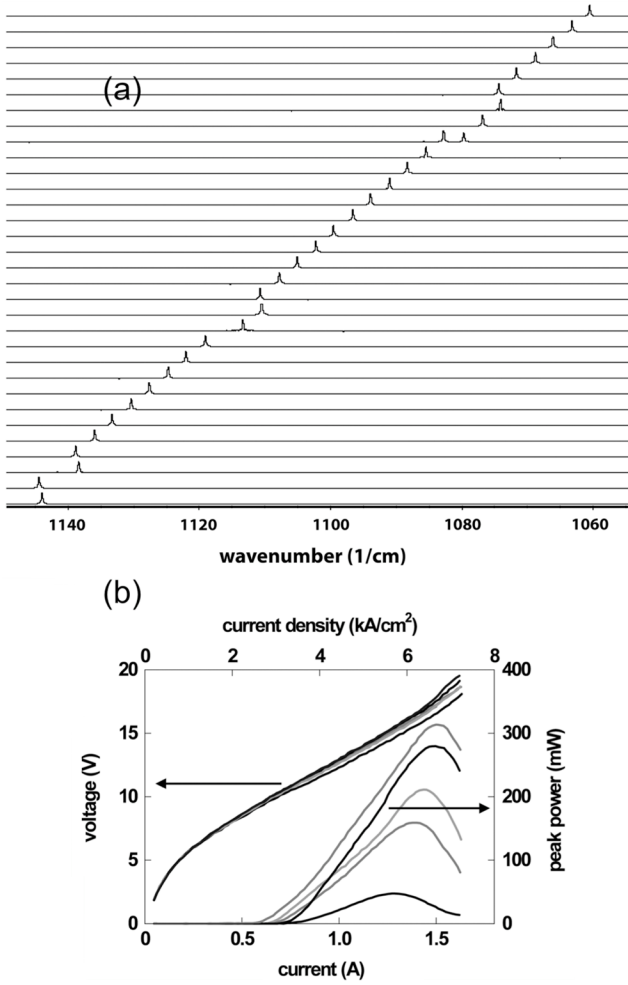 (a)
1140 1120 1100 1080 1060
wavenumber (1/cm)
(b)
current density (kA/cm²)
0 2 4 6 8
20 400
15 300
10 200
5 100
0 0
voltage (V)
peak power (mW)
0 0.5 1.0 1.5
current (A)